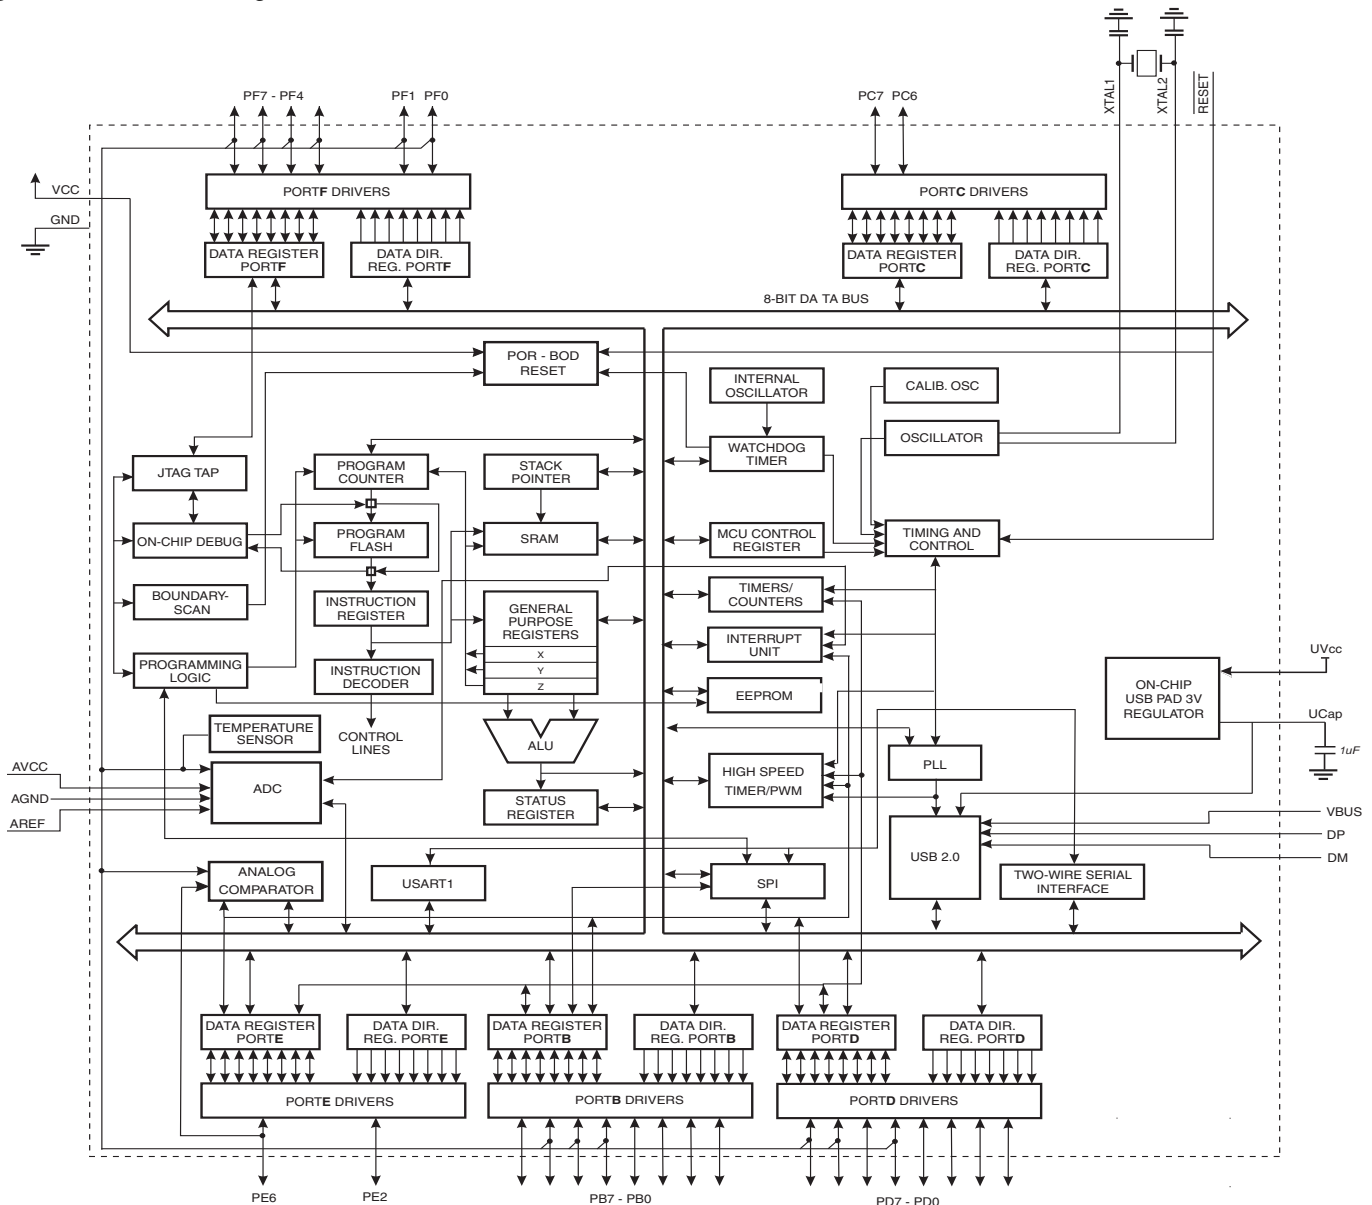 XTAL1
XTAL2
RESET
PF7 - PF4
PF1
PF0
PC7
PC6
VCC
GND
PORTF DRIVERS
PORTC DRIVERS
DATA REGISTER
PORTF
DATA DIR.
REG. PORTF
DATA REGISTER
PORTC
DATA DIR.
REG. PORTC
8-BIT DA TA BUS
POR - BOD
RESET
INTERNAL
OSCILLATOR
CALIB. OSC
OSCILLATOR
WATCHDOG
TIMER
JTAG TAP
PROGRAM
COUNTER
STACK
POINTER
ON-CHIP DEBUG
PROGRAM
FLASH
SRAM
MCU CONTROL
REGISTER
TIMING AND
CONTROL
BOUNDARY-
SCAN
INSTRUCTION
REGISTER
GENERAL
PURPOSE
REGISTERS
X
Y
Z
TIMERS/
COUNTERS
INTERRUPT
UNIT
PROGRAMMING
LOGIC
INSTRUCTION
DECODER
EEPROM
ON-CHIP
USB PAD 3V
REGULATOR
UVcc
UCap
1uF
TEMPERATURE
SENSOR
CONTROL
LINES
ALU
PLL
AVCC
AGND
AREF
ADC
STATUS
REGISTER
HIGH SPEED
TIMER/PWM
VBUS
DP
DM
USB 2.0
ANALOG
COMPARATOR
USART1
SPI
TWO-WIRE SERIAL
INTERFACE
DATA REGISTER
PORTE
DATA DIR.
REG. PORTE
DATA REGISTER
PORTB
DATA DIR.
REG. PORTB
DATA REGISTER
PORTD
DATA DIR.
REG. PORTD
PORTE DRIVERS
PORTB DRIVERS
PORTD DRIVERS
PE6
PE2
PB7 - PB0
PD7 - PD0